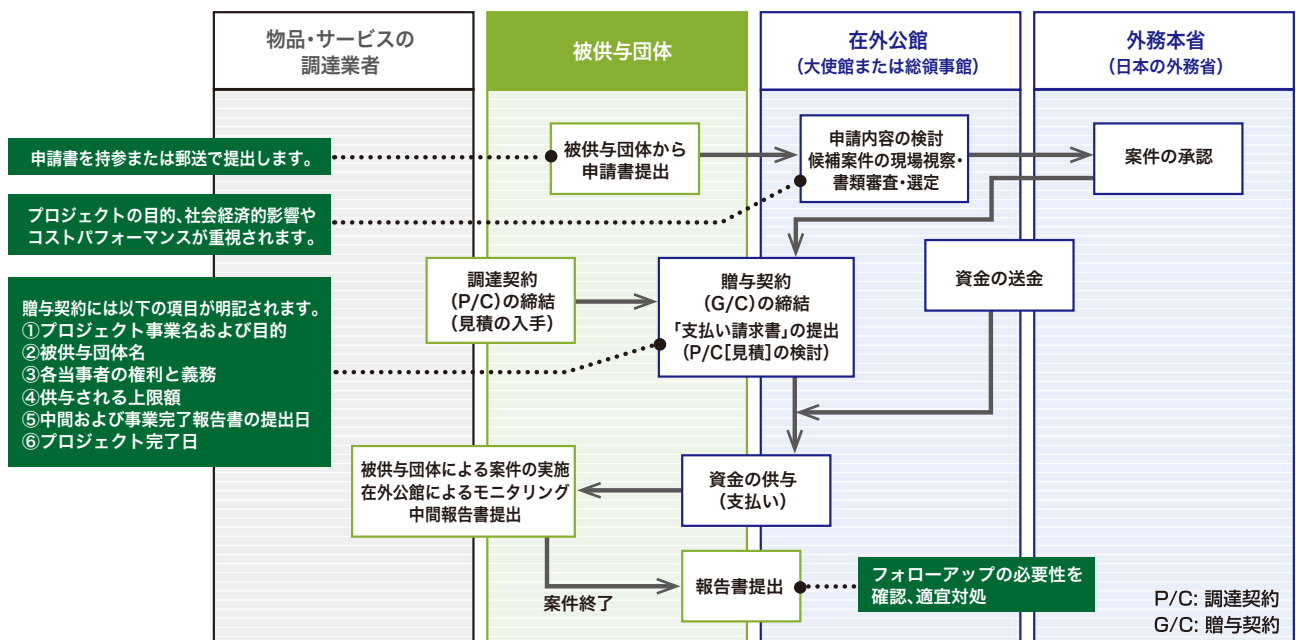 物品・サービスの
調達業者
被供与団体
在外公館
(大使館または総領事館)
外務本省
(日本の外務省)
申請書を持参または郵送で提出します。
被供与団体から
申請書提出
申請内容の検討
候補案件の現場視察・
書類審査・選定
案件の承認
プロジェクトの目的、社会経済的影響や
コストパフォーマンスが重視されます。
調達契約
(P/C)の締結
(見積の入手)
贈与契約
(G/C)の締結
「支払い請求書」の提出
(P/C[見積]の検討)
資金の送金
贈与契約には以下の項目が明記されます。
①プロジェクト事業名および目的
②被供与団体名
③各当事者の権利と義務
④供与される上限額
⑤中間および事業完了報告書の提出日
⑥プロジェクト完了日
被供与団体による案件の実施
在外公館によるモニタリング
中間報告書提出
資金の供与
(支払い)
案件終了
報告書提出
フォローアップの必要性を
確認、適宜対処
P/C: 調達契約
G/C: 贈与契約